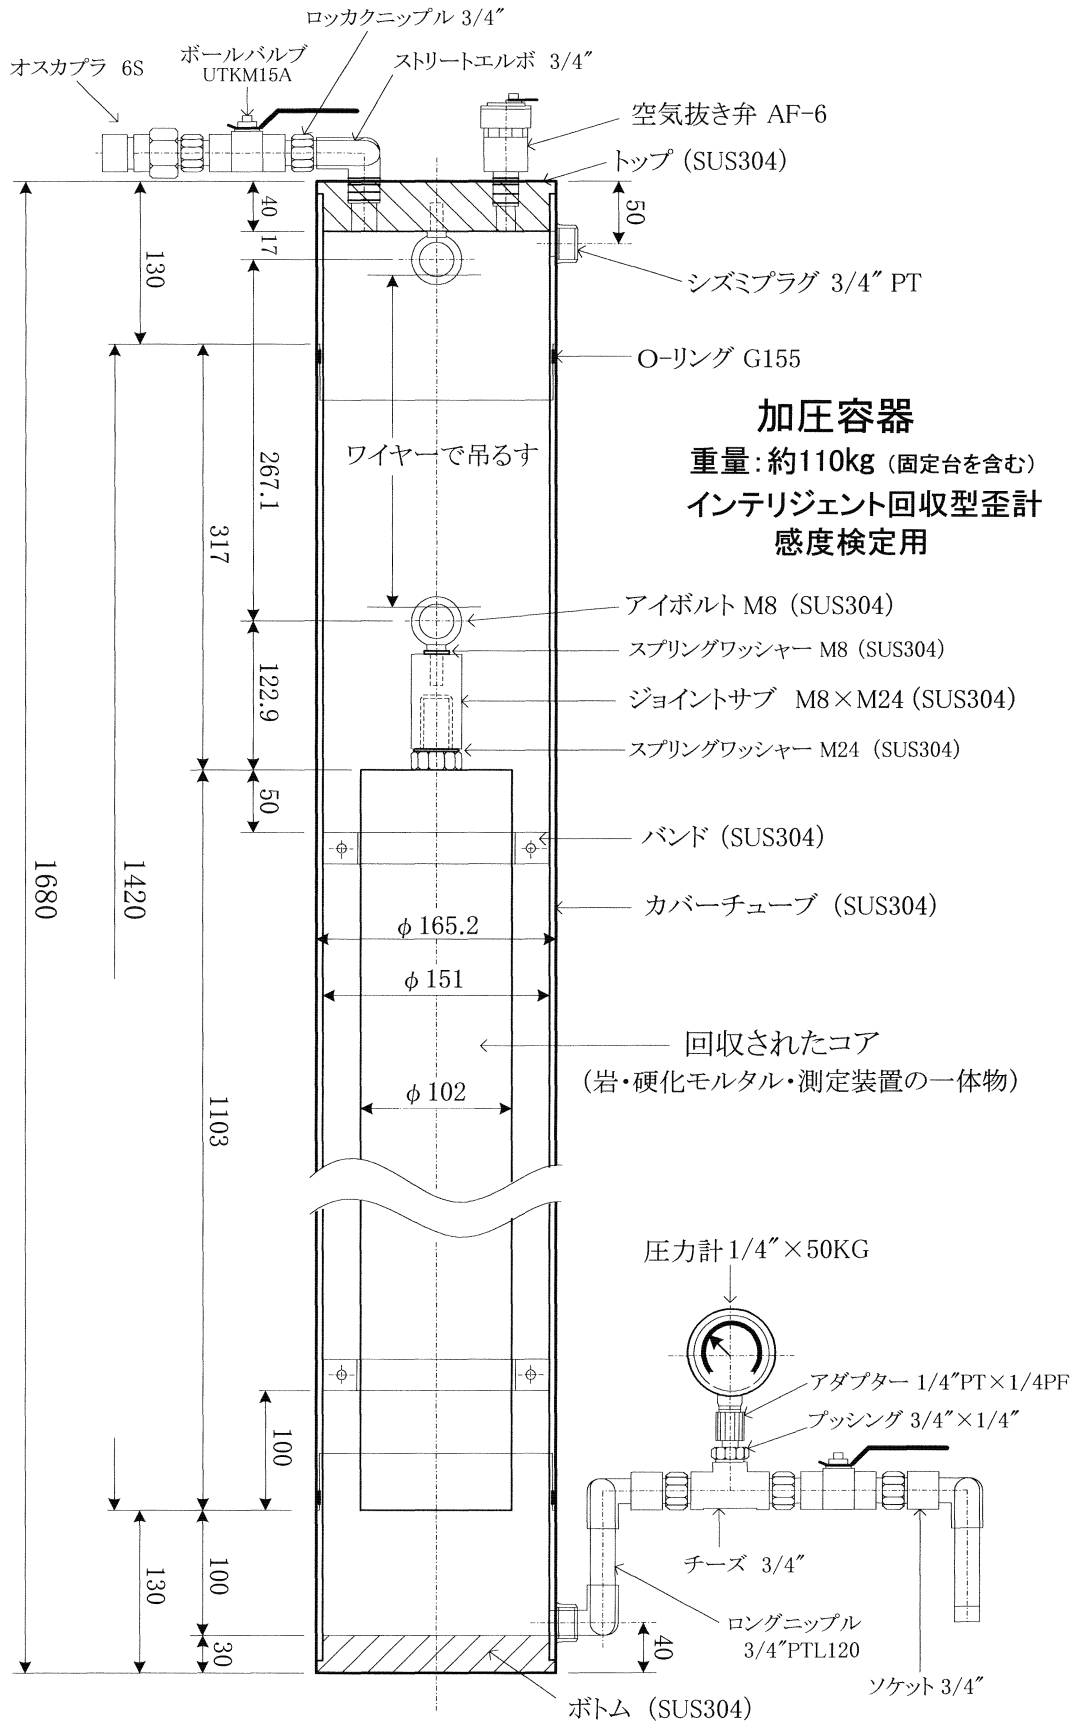 ロッカクニップル 3/4″
ボールバルブ
UTKM15A
オスカプラ 6S
ストリートエルボ 3/4″
空気抜き弁 AF-6
トップ (SUS304)
40
50
17
130
シズミプラグ 3/4″ PT
O-リング G155
加圧容器
重量：約110kg （固定台を含む）
インテリジェント回収型歪計
感度検定用
ワイヤーで吊るす
267.1
317
アイボルト M8 (SUS304)
スプリングワッシャー M8 (SUS304)
122.9
ジョイントサブ M8×M24 (SUS304)
スプリングワッシャー M24 (SUS304)
50
バンド (SUS304)
1680
1420
カバーチューブ (SUS304)
φ165.2
φ151
回収されたコア
（岩・硬化モルタル・測定装置の一体物）
φ102
1103
圧力計1/4″×50KG
アダプター 1/4″PT×1/4PF
プッシング 3/4″×1/4″
100
チーズ 3/4″
100
130
ロングニップル
3/4″PTL120
30
40
ソケット 3/4″
ボトム (SUS304)